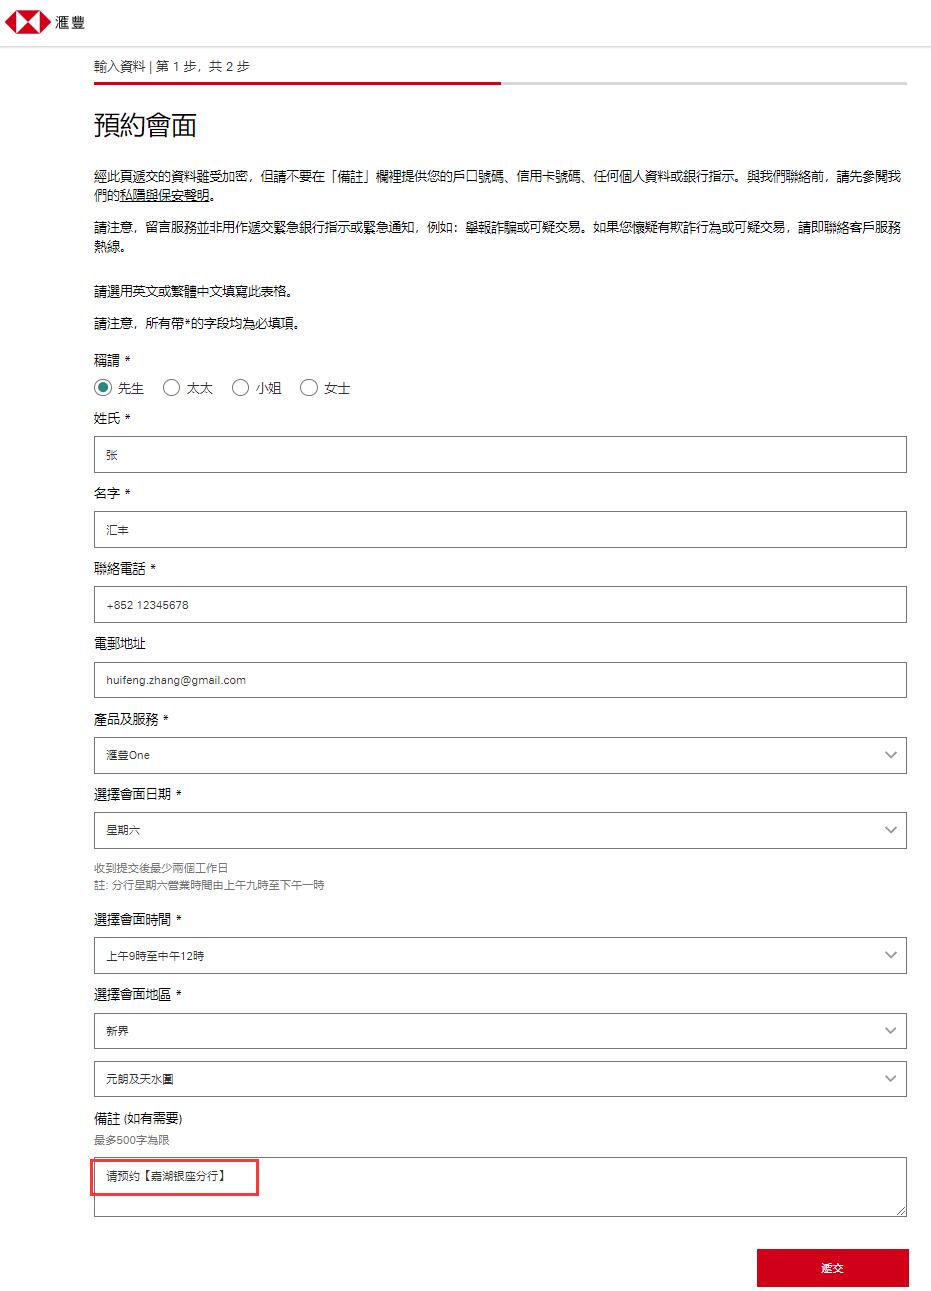 滙豐
輸入資料 | 第 1 步，共 2 步
預約會面
經此頁遞交的資料雖受加密，但請不要在「備註」欄裡提供您的戶口號碼、信用卡號碼、任何個人資料或銀行指示。與我們聯絡前，請先參閱我
們的私隱與保安聲明。
請注意，留言服務並非用作遞交緊急銀行指示或緊急通知，例如：舉報詐騙或可疑交易。如果您懷疑有欺詐行為或可疑交易，請即聯絡客戶服務
熱線。
請選用英文或繁體中文填寫此表格。
請注意，所有帶*的字段均為必填項。
稱謂 *
先生 太太 小姐 女士
姓氏 *
张
名字 *
汇丰
聯絡電話 *
+852 12345678
電郵地址
huifeng.zhang@gmail.com
產品及服務 *
滙豐One
選擇會面日期 *
星期六
收到提交後最少兩個工作日
註: 分行星期六營業時間由上午九時至下午一時
選擇會面時間 *
上午9時至中午12時
選擇會面地區 *
新界
元朗及天水圍
備註 (如有需要)
最多500字為限
请预约【嘉湖银座分行】
遞交